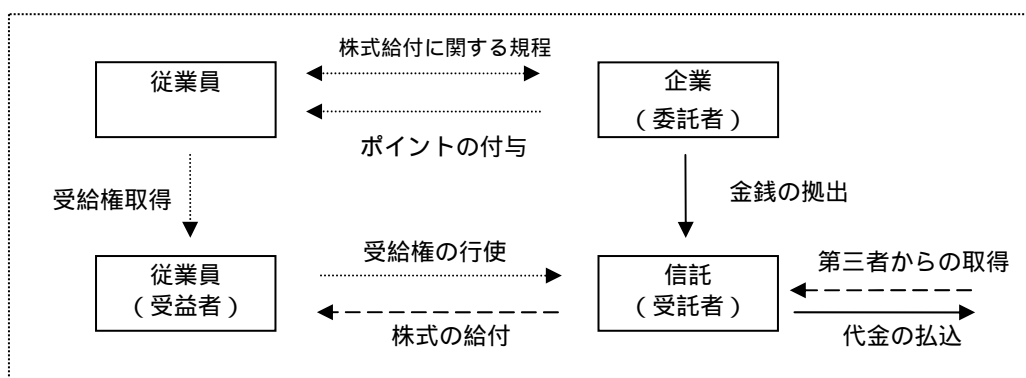 株式給付に関する規程
従業員
企業
（委託者）
ポイントの付与
受給権取得
金銭の拠出
受給権の行使
第三者からの取得
従業員
（受益者）
信託
（受託者）
株式の給付
代金の払込